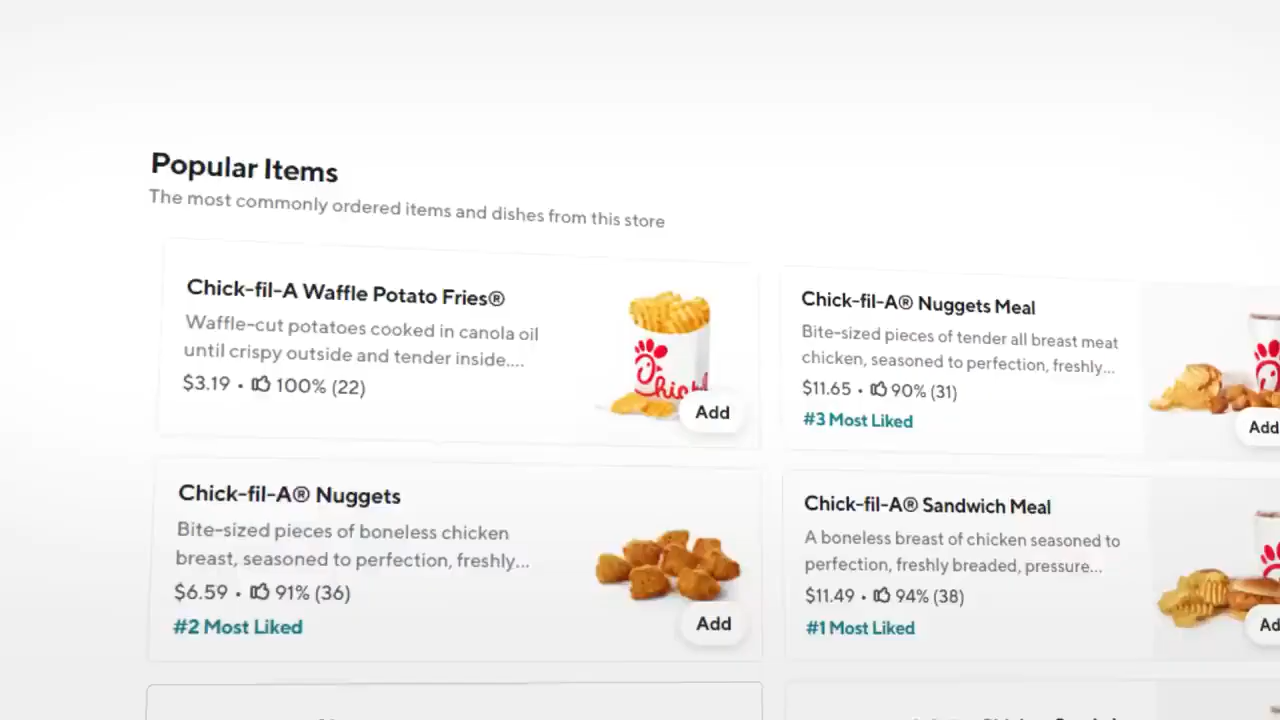 Popular Items
The most commonly ordered items and dishes from this store
Chick-fil-A Waffle Potato Fries®
Waffle-cut potatoes cooked in canola oil
until crispy outside and tender inside....
$3.19 • 100% (22)
Add
Chick-fil-A® Nuggets Meal
Bite-sized pieces of tender all breast meat
chicken, seasoned to perfection, freshly...
$11.65 • 90% (31)
#3 Most Liked
Add
Chick-fil-A® Nuggets
Bite-sized pieces of boneless chicken
breast, seasoned to perfection, freshly...
$6.59 • 91% (36)
#2 Most Liked
Add
Chick-fil-A® Sandwich Meal
A boneless breast of chicken seasoned to
perfection, freshly breaded, pressure...
$11.49 • 94% (38)
#1 Most Liked